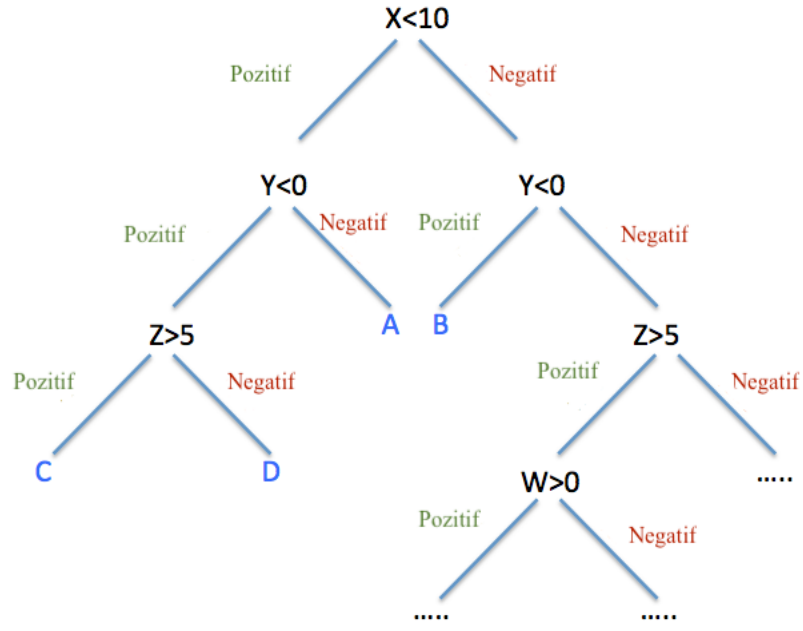 X<10
Pozitif
Negatif
Y<0
Y<0
Pozitif
Negatif
Pozitif
Negatif
A
B
Z>5
Z>5
Pozitif
Negatif
Pozitif
Negatif
C
D
W>0
.....
Pozitif
Negatif
.....
.....